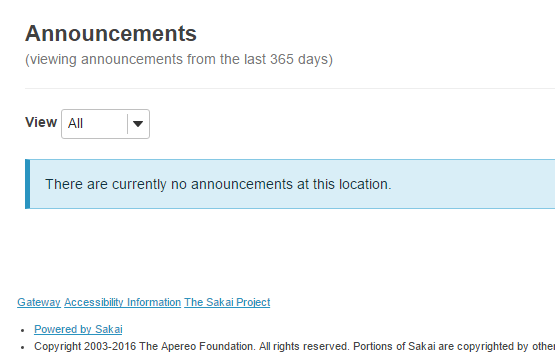 Announcements
(viewing announcements from the last 365 days)
View All
There are currently no announcements at this location.
Gateway Accessibility Information The Sakai Project
Powered by Sakai
Copyright 2003-2016 The Apereo Foundation. All rights reserved. Portions of Sakai are copyrighted by